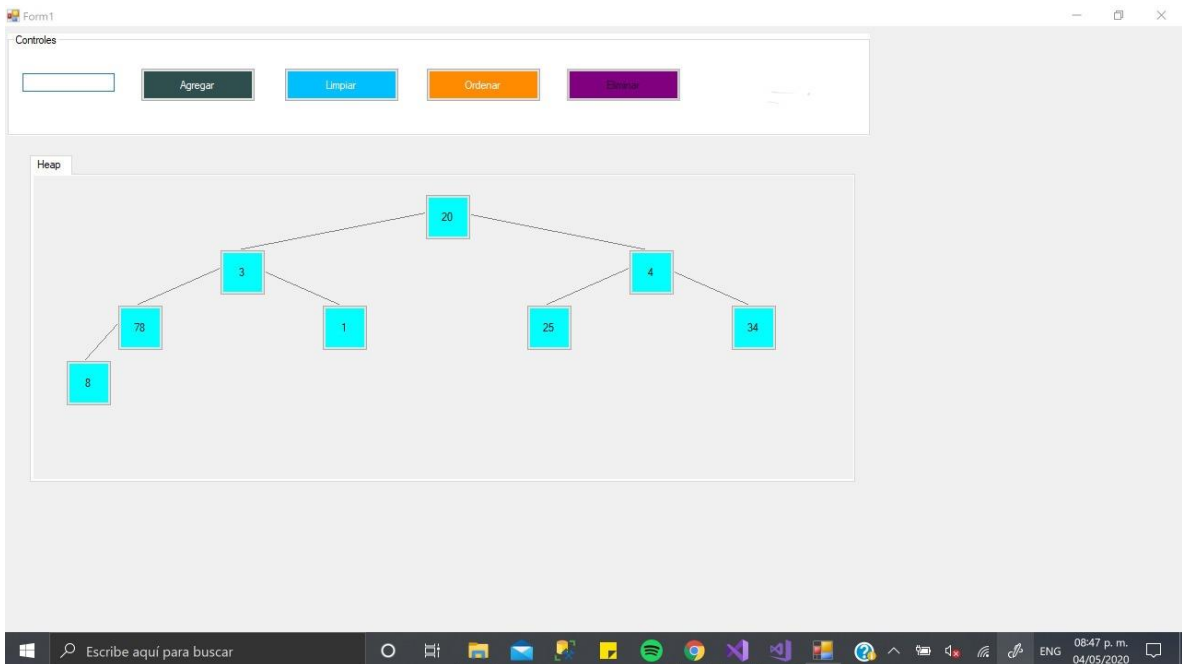 Form1
Controles
Agregar Limpiar Ordenar Eliminar
Heap
20
3 4
78 1 25 34
8
Escribe aquí para buscar ENG 08:47 p. m.
04/05/2020